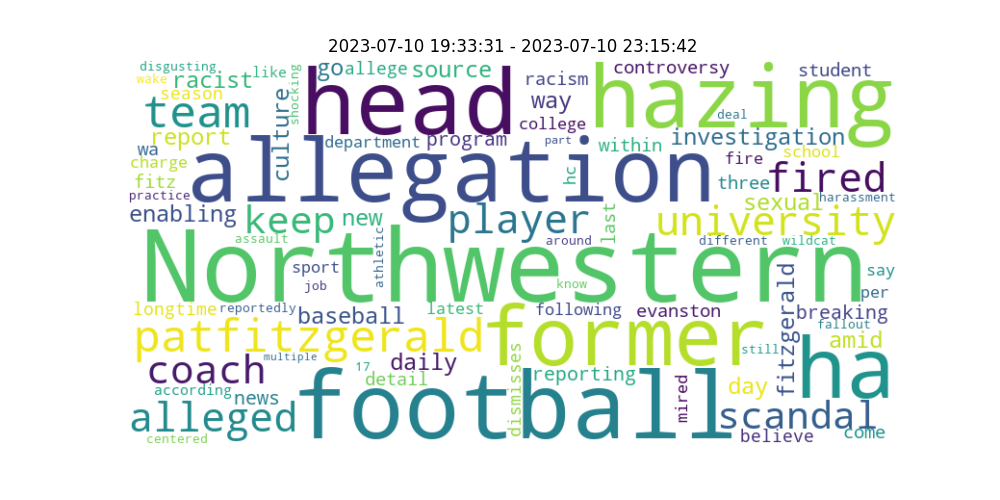 2023-07-10 19:33:31 - 2023-07-10 23:15:42
disgusting
wake
racist
like
season
shocking
go
allege
source
head
racism
way
college
hazing
controversy
student
deal
team
report
culture
department
program
part
within
investigation
wa
charge
fitz
practice
allegation
hc
fire
school
three
fired
harassment
enabling
keep
new
player
last
sexual
university
assault
athletic
around
different
wildcat
Northwestern
sport
job
know
say
per
longtime
reportedly
baseball
latest
following
evanston
fitzgerald
breaking
fallout
patfitzgerald
former
still
amid
multiple
coach
17
daily
detail
dismisses
reporting
mired
day
ha
according
news
alleged
football
scandal
centered
believe
come